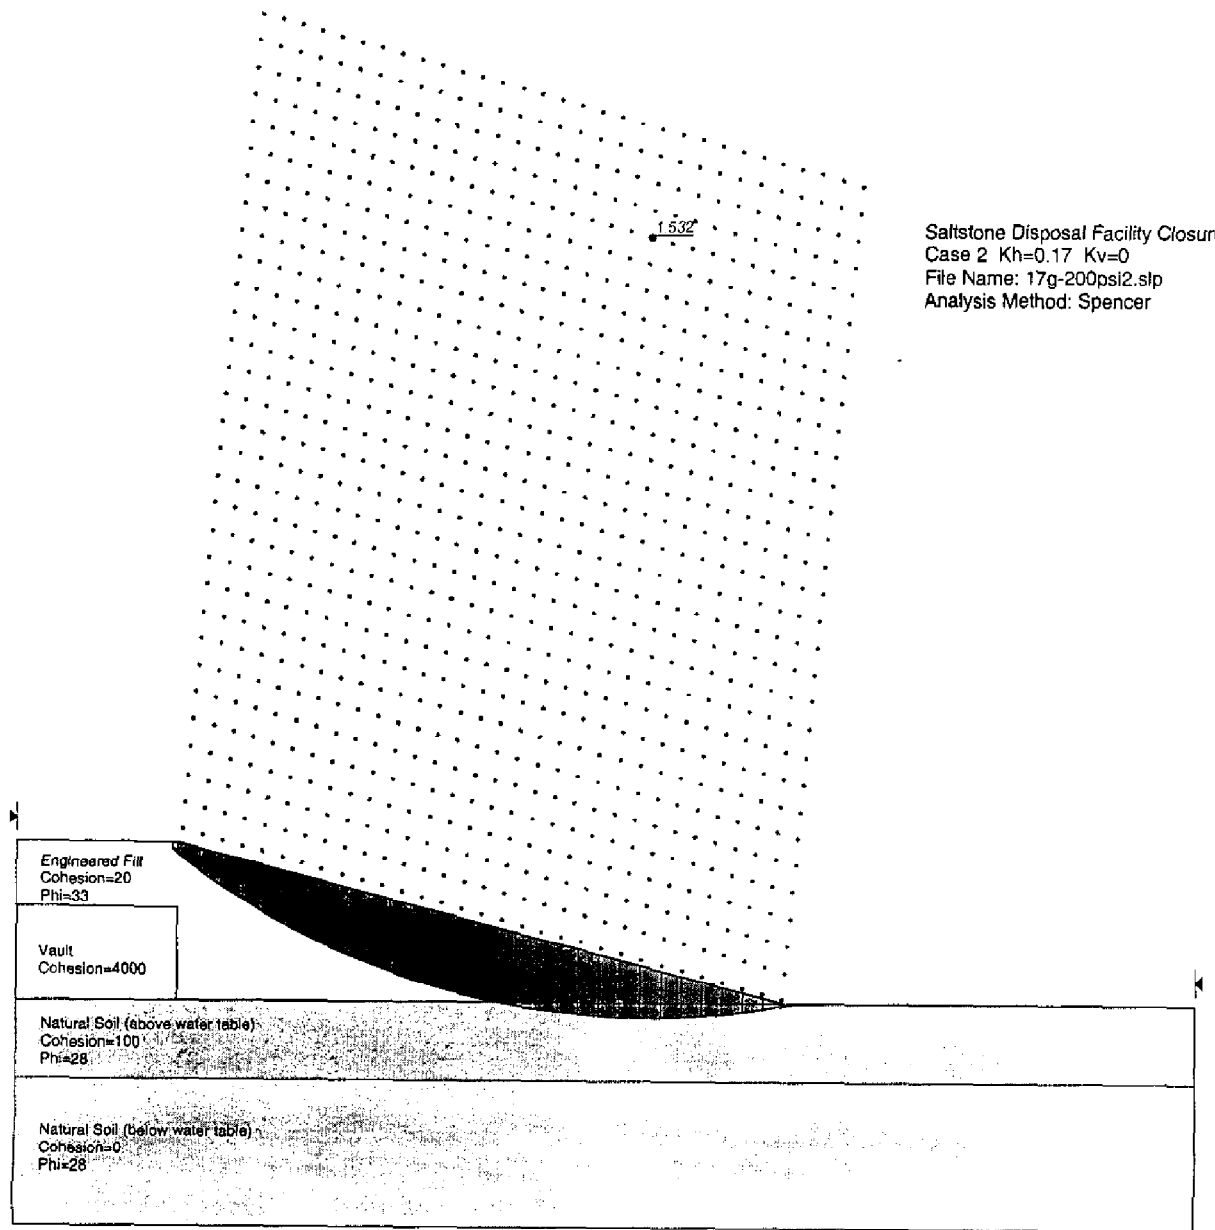 1.532
Saltstone Disposal Facility Closur
Case 2 Kh=0.17 Kv=0
File Name: 17g-200psi2.slp
Analysis Method: Spencer
Engineered Fill
Cohesion=20
Phi=33
Vault
Cohesion=4000
Natural Soil (above water table)
Cohesion=100
Phi=28
Natural Soil (below water table)
Cohesion=0
Phi=28